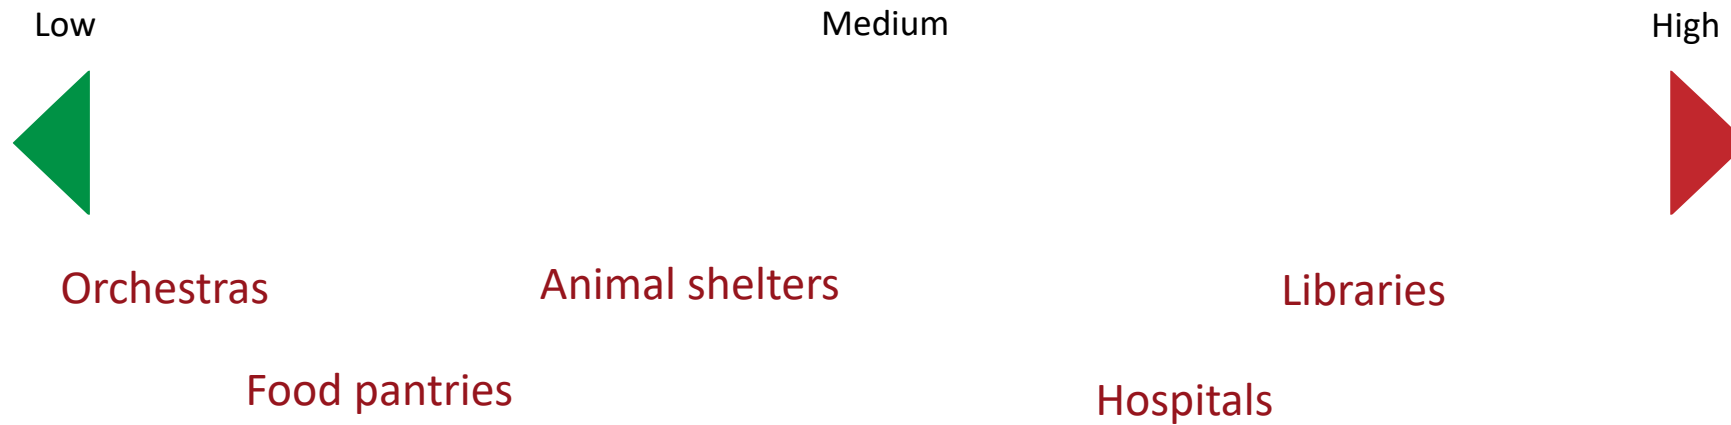 Low Medium High
Orchestras Animal shelters Libraries
Food pantries Hospitals